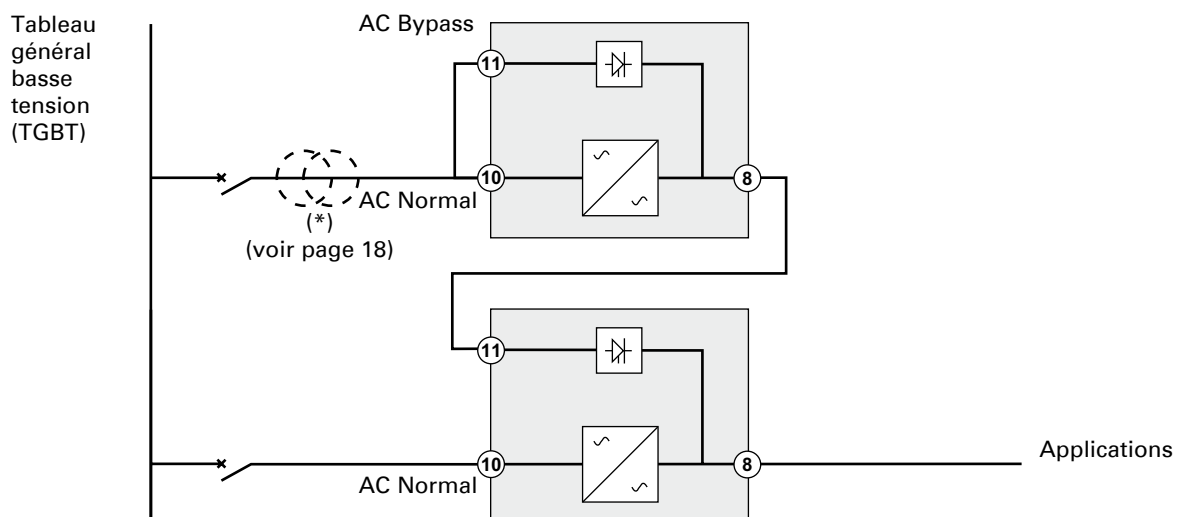 Tableau
général
basse
tension
(TGBT)
AC Bypass
11
10
AC Normal
8
(*)
(voir page 18)
11
10
AC Normal
8
Applications